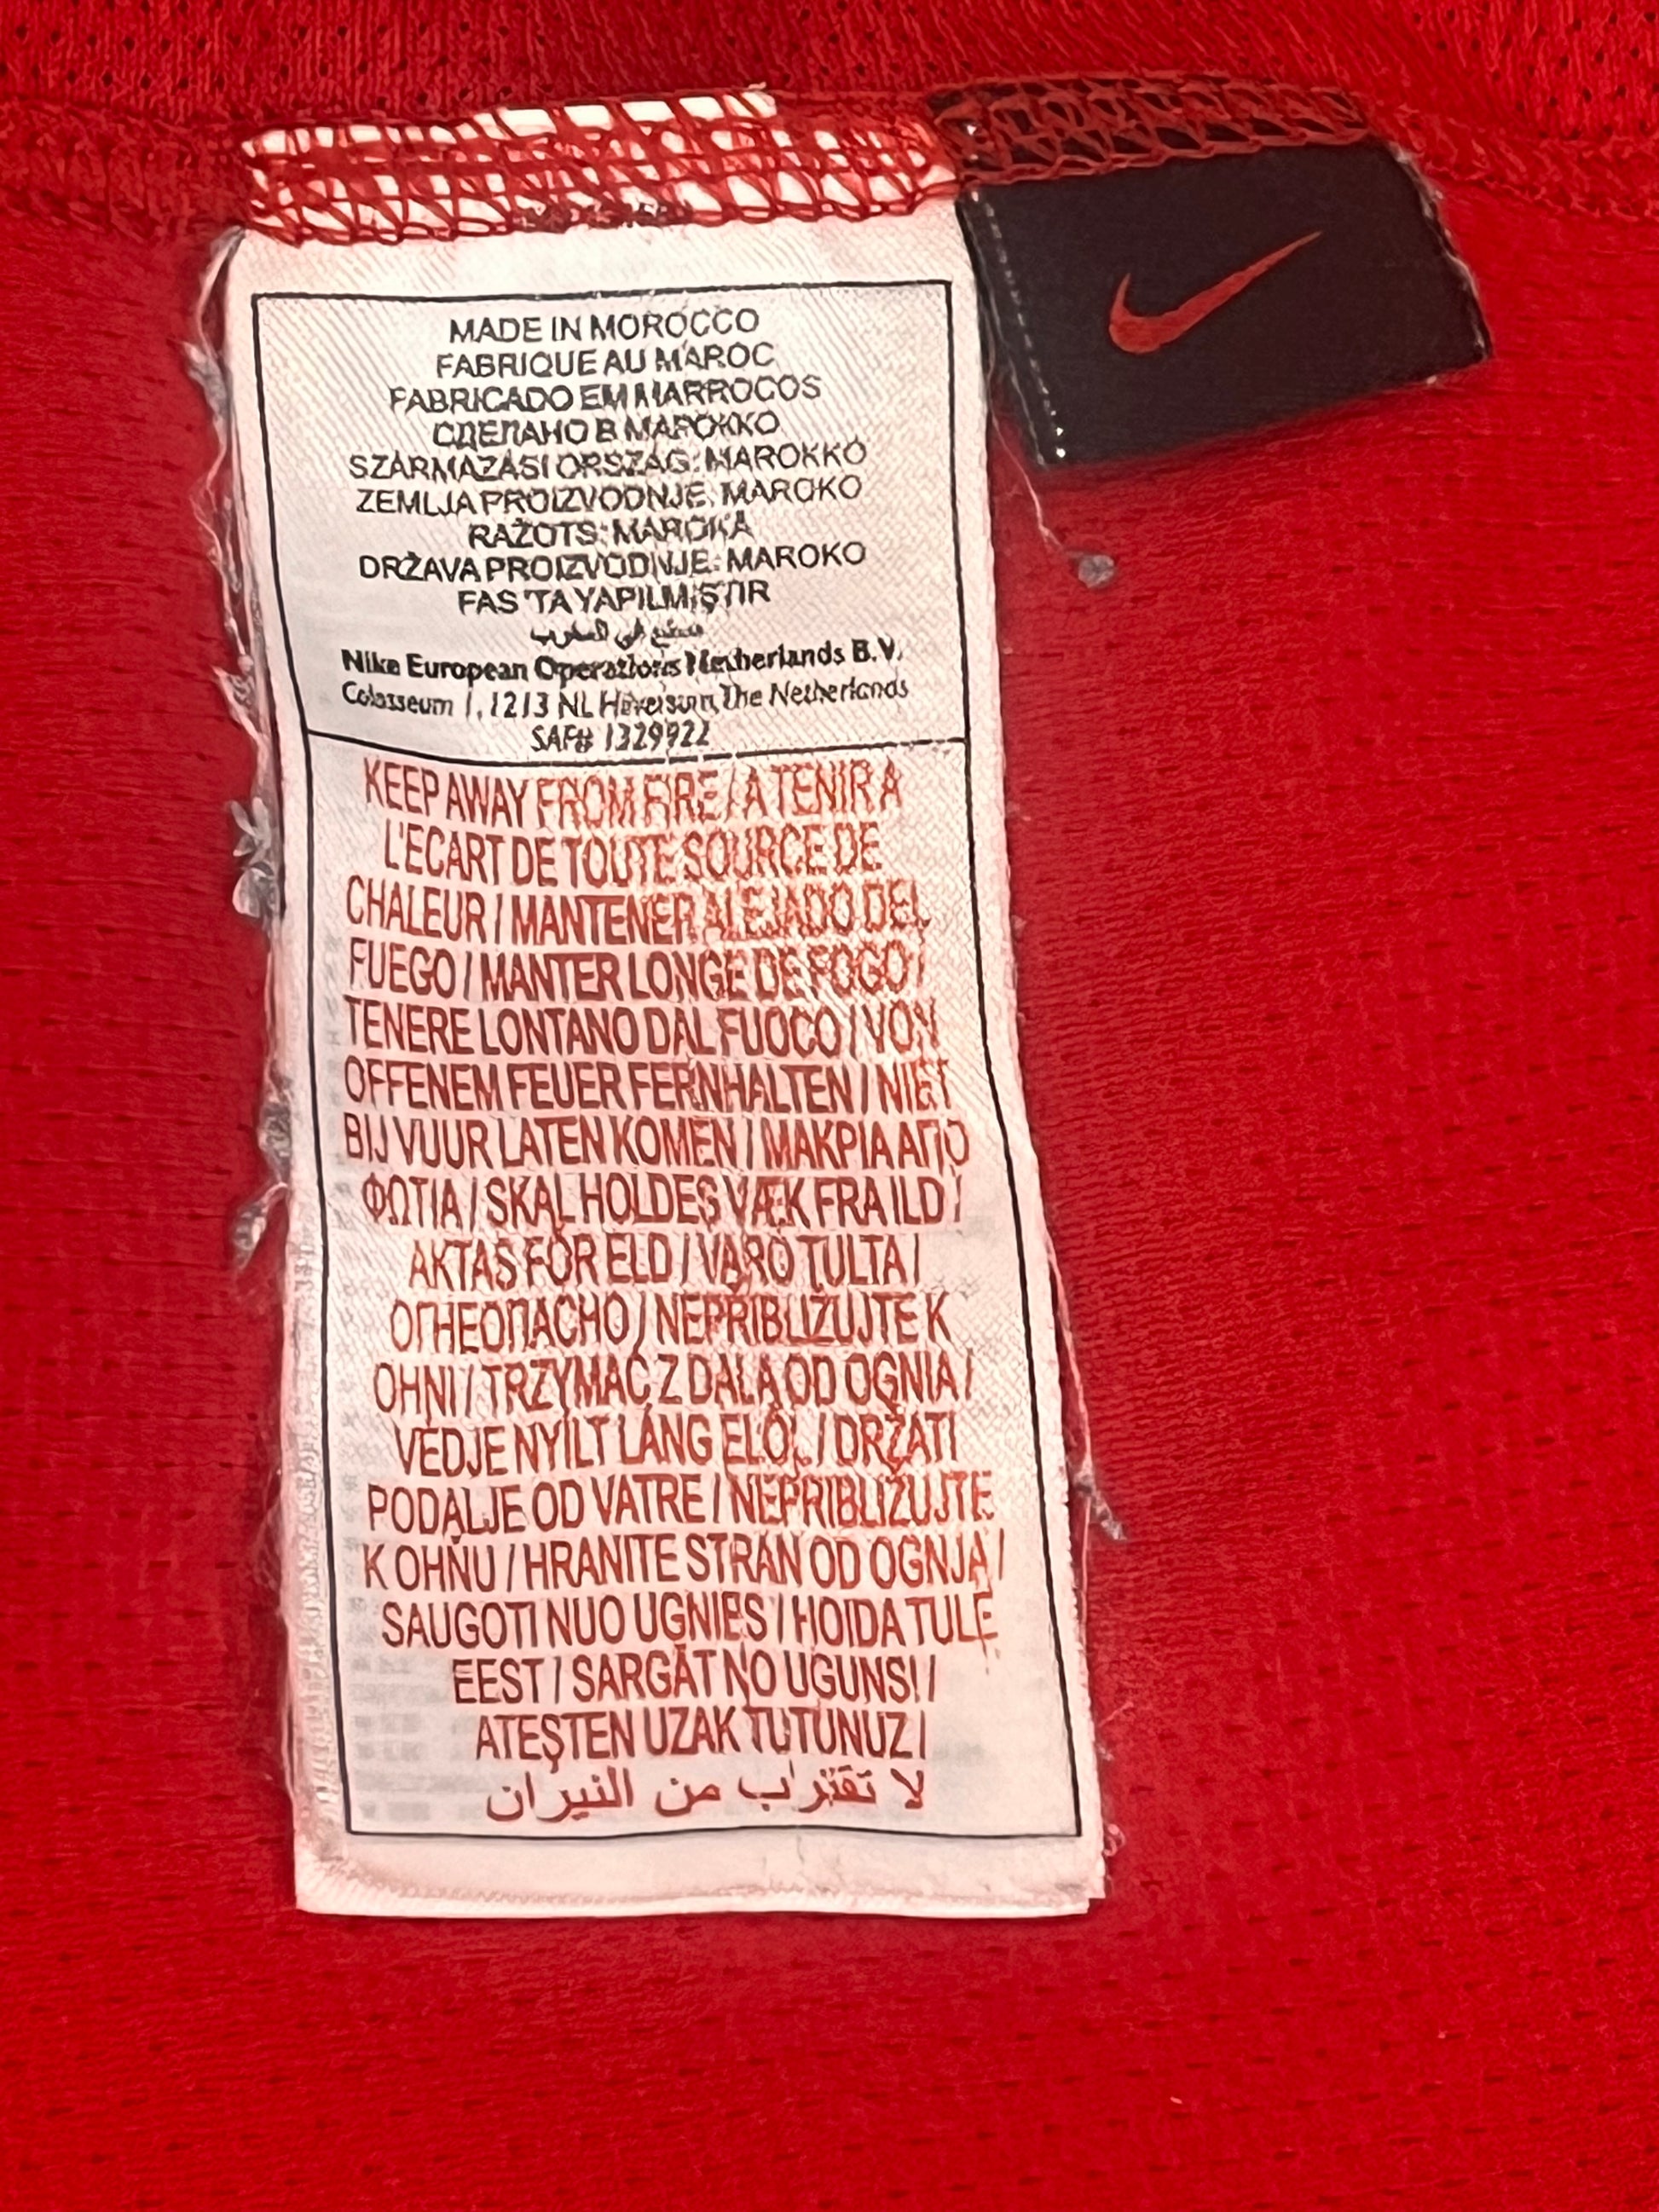 MADE IN MOROCCO
FABRIQUE AU MAROC
FABRICADO EM MARROCOS
СДЕЛАНО В МАРОККО
SZÁRMAZÁSI ORSZÁG: MAROKKÓ
ZEMLJA PROIZVODNJE: MAROKO
RAŽOTS: MAROKA
DRŽAVA PROIZVODNJE: MAROKO
FAS 'TA YAPILMIŞTIR
صنع في المغرب
Nike European Operations Netherlands B.V.
Colosseum 1, 1213 NL Hilversum, The Netherlands
SAF# 1329922
KEEP AWAY FROM FIRE / A TENIR A
L'ECART DE TOUTE SOURCE DE
CHALEUR / MANTENER ALEJADO DEL
FUEGO / MANTER LONGE DE FOGO /
TENERE LONTANO DAL FUOCO / VON
OFFENEM FEUER FERNHALTEN / NIET
BIJ VUUR LATEN KOMEN / ΜΑΚΡΙΑ ΑΠΟ
ΦΩΤΙΑ / SKAL HOLDES VÆK FRA ILD /
AKTAS FÖR ELD / VARO TULTA /
ОГНЕОПАСНО / NEPŘIBLIŽUJTE K
OHNI / TRZYMAĆ Z DALA OD OGNIA /
VÉDJE NYÍLT LÁNG ELŐL / DRŽATI
PODALJE OD VATRE / NEPRIBLIŽUJTE
K OHŇU / HRANITE STRAN OD OGNJA /
SAUGOTI NUO UGNIES / HOIDA TULE
EEST / SARGĀT NO UGUNS! /
ATEŞTEN UZAK TUTUNUZ /
لا تقترب من النيران